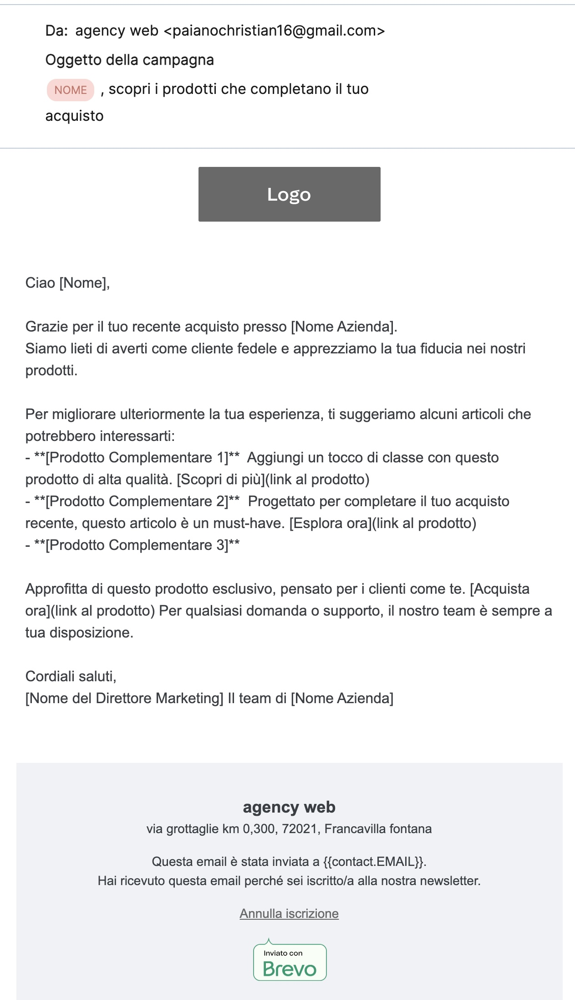 Da: agency web <paianochristian16@gmail.com>
Oggetto della campagna
NOME , scopri i prodotti che completano il tuo
acquisto
Logo
Ciao [Nome],
Grazie per il tuo recente acquisto presso [Nome Azienda].
Siamo lieti di averti come cliente fedele e apprezziamo la tua fiducia nei nostri
prodotti.
Per migliorare ulteriormente la tua esperienza, ti suggeriamo alcuni articoli che
potrebbero interessarti:
- **[Prodotto Complementare 1]**  Aggiungi un tocco di classe con questo
prodotto di alta qualità. [Scopri di più](link al prodotto)
- **[Prodotto Complementare 2]**  Progettato per completare il tuo acquisto
recente, questo articolo è un must-have. [Esplora ora](link al prodotto)
- **[Prodotto Complementare 3]**
Approfitta di questo prodotto esclusivo, pensato per i clienti come te. [Acquista
ora](link al prodotto) Per qualsiasi domanda o supporto, il nostro team è sempre a
tua disposizione.
Cordiali saluti,
[Nome del Direttore Marketing] Il team di [Nome Azienda]
agency web
via grottaglie km 0,300, 72021, Francavilla fontana
Questa email è stata inviata a {{contact.EMAIL}}.
Hai ricevuto questa email perché sei iscritto/a alla nostra newsletter.
Annulla iscrizione
Inviato con
Brevo